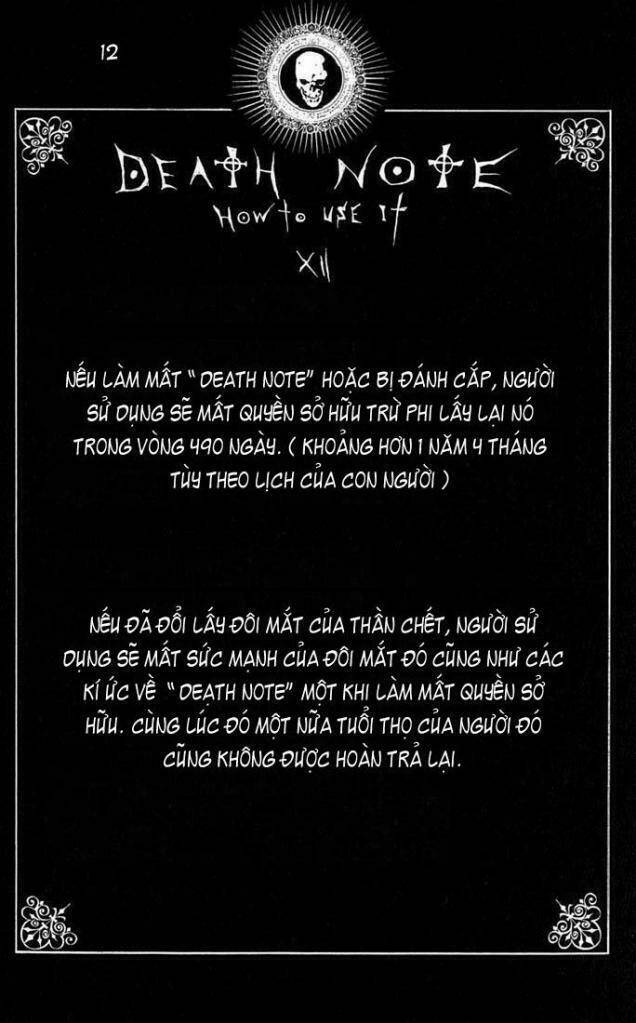 12
DEATH NOTE
HOW TO USE IT
XII
NẾU LÀM MẤT “ DEATH NOTE” HOẶC BỊ ĐÁNH CẮP, NGƯỜI
SỬ DỤNG SẼ MẤT QUYỀN SỞ HỮU TRỪ PHI LẤY LẠI NÓ
TRONG VÒNG 490 NGÀY. ( KHOẢNG HƠN 1 NĂM 4 THÁNG
TÙY THEO LỊCH CỦA CON NGƯỜI )
NẾU ĐÃ ĐỔI LẤY ĐÔI MẮT CỦA THẦN CHẾT, NGƯỜI SỬ
DỤNG SẼ MẤT SỨC MẠNH CỦA ĐÔI MẮT ĐÓ CŨNG NHƯ CÁC
KÍ ỨC VỀ “ DEATH NOTE” MỘT KHI LÀM MẤT QUYỀN SỞ
HỮU. CÙNG LÚC ĐÓ MỘT NỮA TUỔI THỌ CỦA NGƯỜI ĐÓ
CŨNG KHÔNG ĐƯỢC HOÀN TRẢ LẠI.